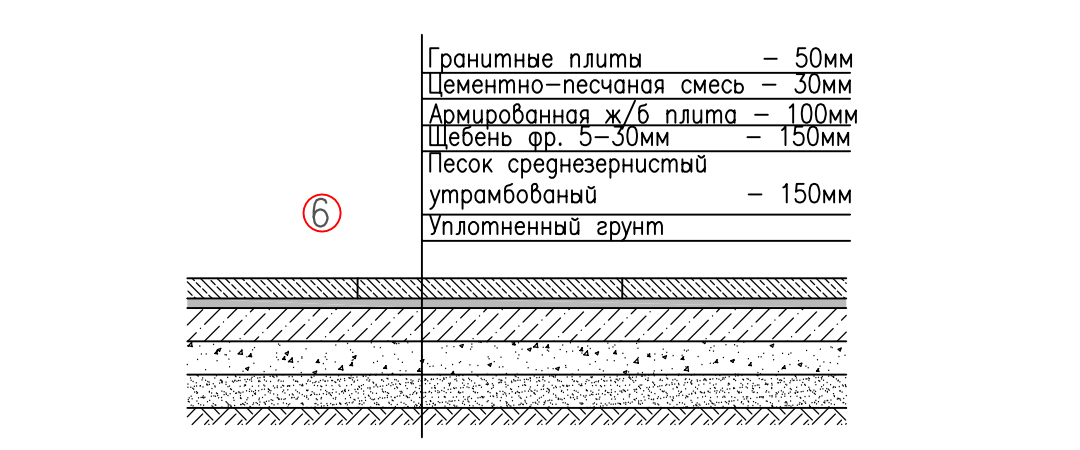 Гранитные плиты – 50мм
Цементно-песчаная смесь – 30мм
Армированная ж/б плита – 100мм
Щебень фр. 5-30мм – 150мм
Песок среднезернистый
утрамбованый – 150мм
6
Уплотненный грунт